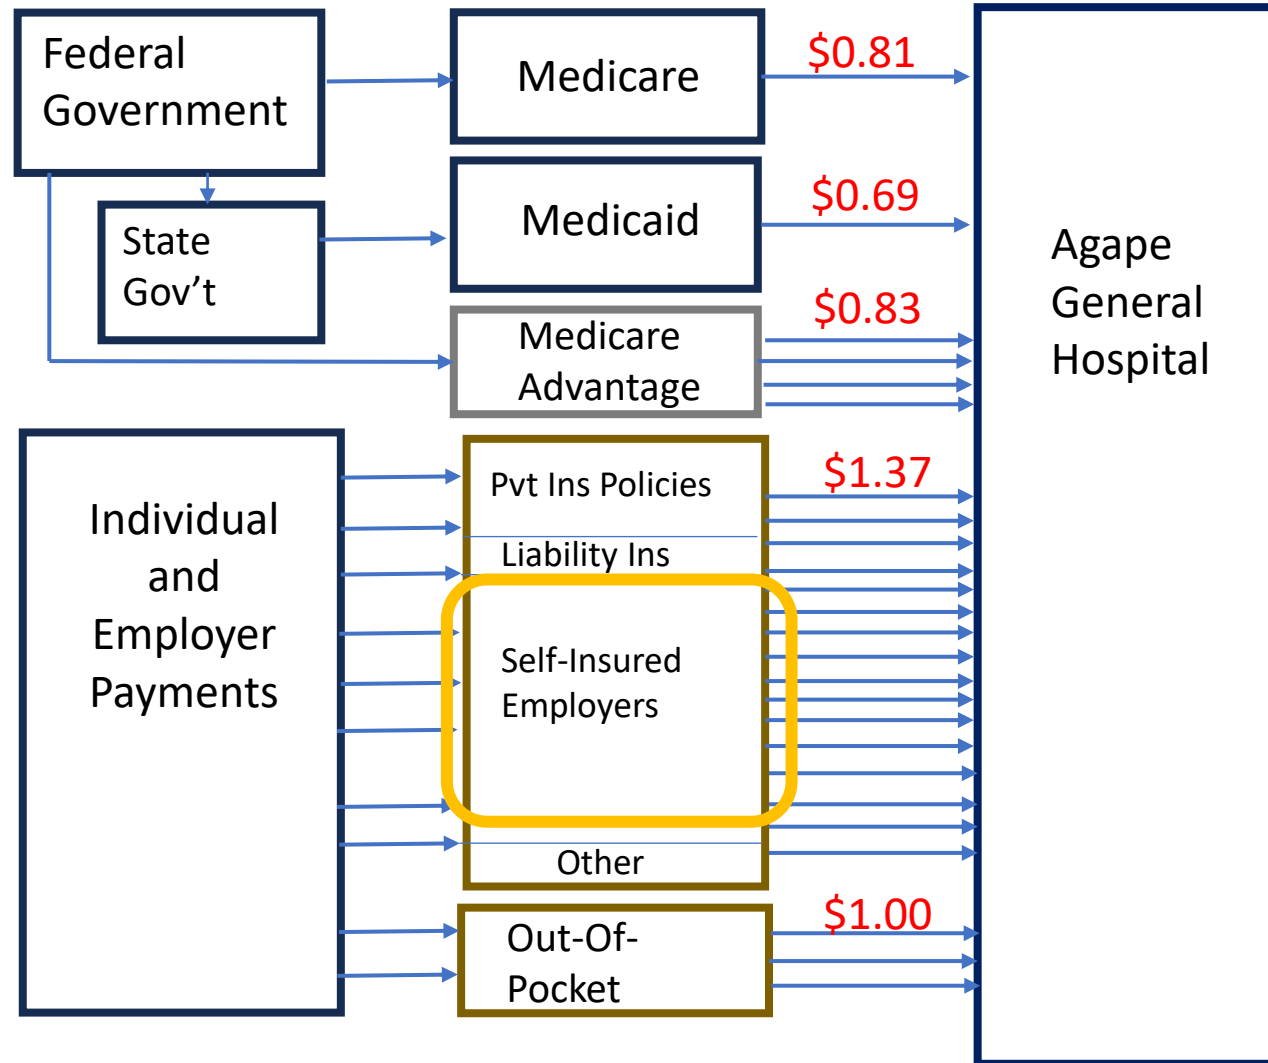 Federal
Government
Medicare
$0.81
State
Gov’t
Medicaid
$0.69
Medicare
Advantage
$0.83
Agape
General
Hospital
Individual
and
Employer
Payments
Pvt Ins Policies
$1.37
Liability Ins
Self-Insured
Employers
Other
Out-Of-
Pocket
$1.00